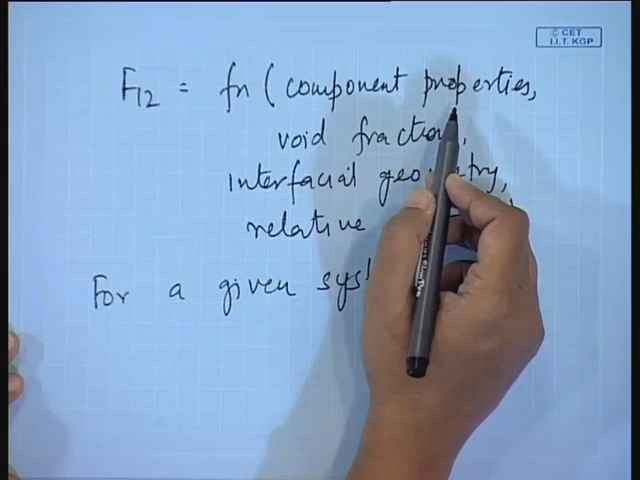 © CET
I.I.T. KGP
F12 = fn ( component properties,
void fraction,
interfacial geometry,
relative
For a given sys